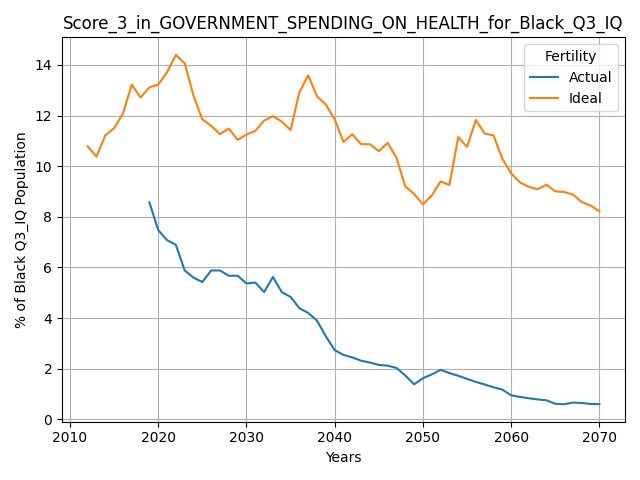 Score_3_in_GOVERNMENT_SPENDING_ON_HEALTH_for_Black_Q3_IQ
Fertility
Actual
Ideal
% of Black Q3_IQ Population
14
12
10
8
6
4
2
0
2010 2020 2030 2040 2050 2060 2070
Years